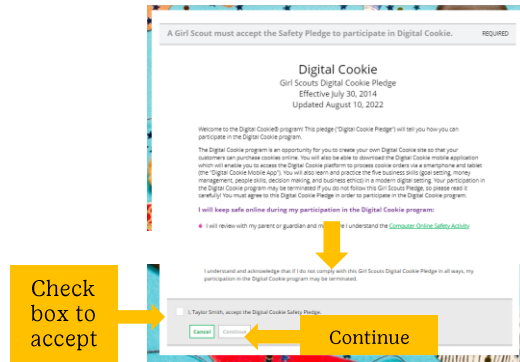 A Girl Scout must accept the Safety Pledge to participate in Digital Cookie. REQUIRED
Digital Cookie
Girl Scouts Digital Cookie Pledge
Effective July 30, 2014
Updated August 10, 2022
Welcome to the Digital Cookie® program! This pledge ("Digital Cookie Pledge") will tell you how you can
participate in the Digital Cookie program.
The Digital Cookie program is an opportunity for you to create your own Digital Cookie site so that your
customers can purchase cookies online. You will also be able to download the Digital Cookie mobile application
which will enable you to access the Digital Cookie platform to process cookie orders via a smartphone and tablet
(the "Digital Cookie Mobile App"). You will also learn and practice the five business skills (goal setting, money
management, people skills, decision making, and business ethics) in a modern digital setting. Your participation in
the Digital Cookie program may be terminated if you do not follow this Girl Scouts Pledge, so please read it
carefully! You must agree to this Digital Cookie Pledge in order to participate in the Digital Cookie program.
I will keep safe online during my participation in the Digital Cookie program:
I will review with my parent or guardian and I understand the Computer Online Safety Activity
I understand and acknowledge that if I do not comply with this Girl Scouts Digital Cookie Pledge in all ways, my
participation in the Digital Cookie program may be terminated.
Check
box to
accept
I, Taylor Smith, accept the Digital Cookie Safety Pledge.
Cancel Continue
Continue